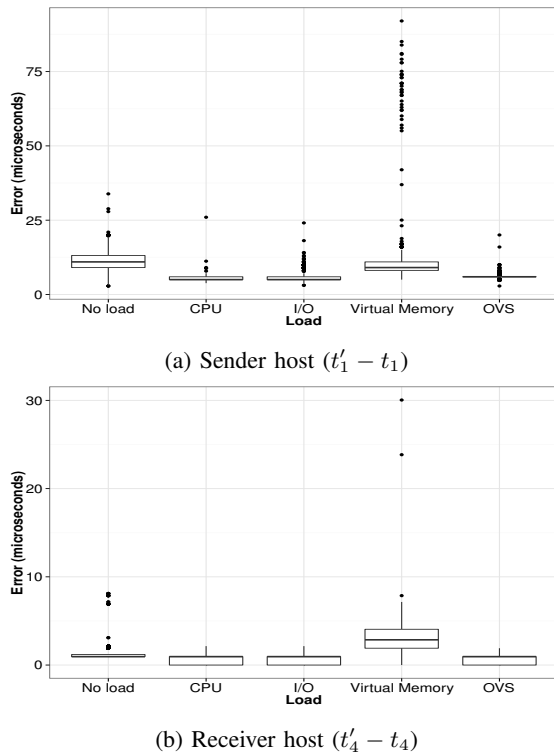 75
50
25
0
Error (microseconds)
No load CPU I/O Virtual Memory OVS
Load
(a) Sender host (t′1 − t1)
30
20
10
0
Error (microseconds)
No load CPU I/O Virtual Memory OVS
Load
(b) Receiver host (t′4 − t4)